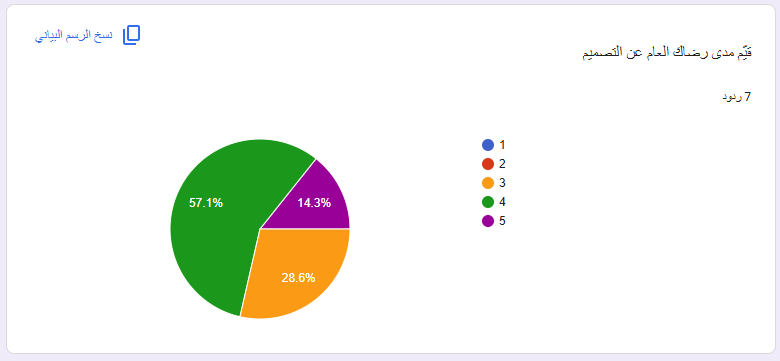 نسخ الرسم البياني
قيّم مدى رضاك العام عن التصميم
7 ردود
1
2
3
4
5
57.1%
14.3%
28.6%